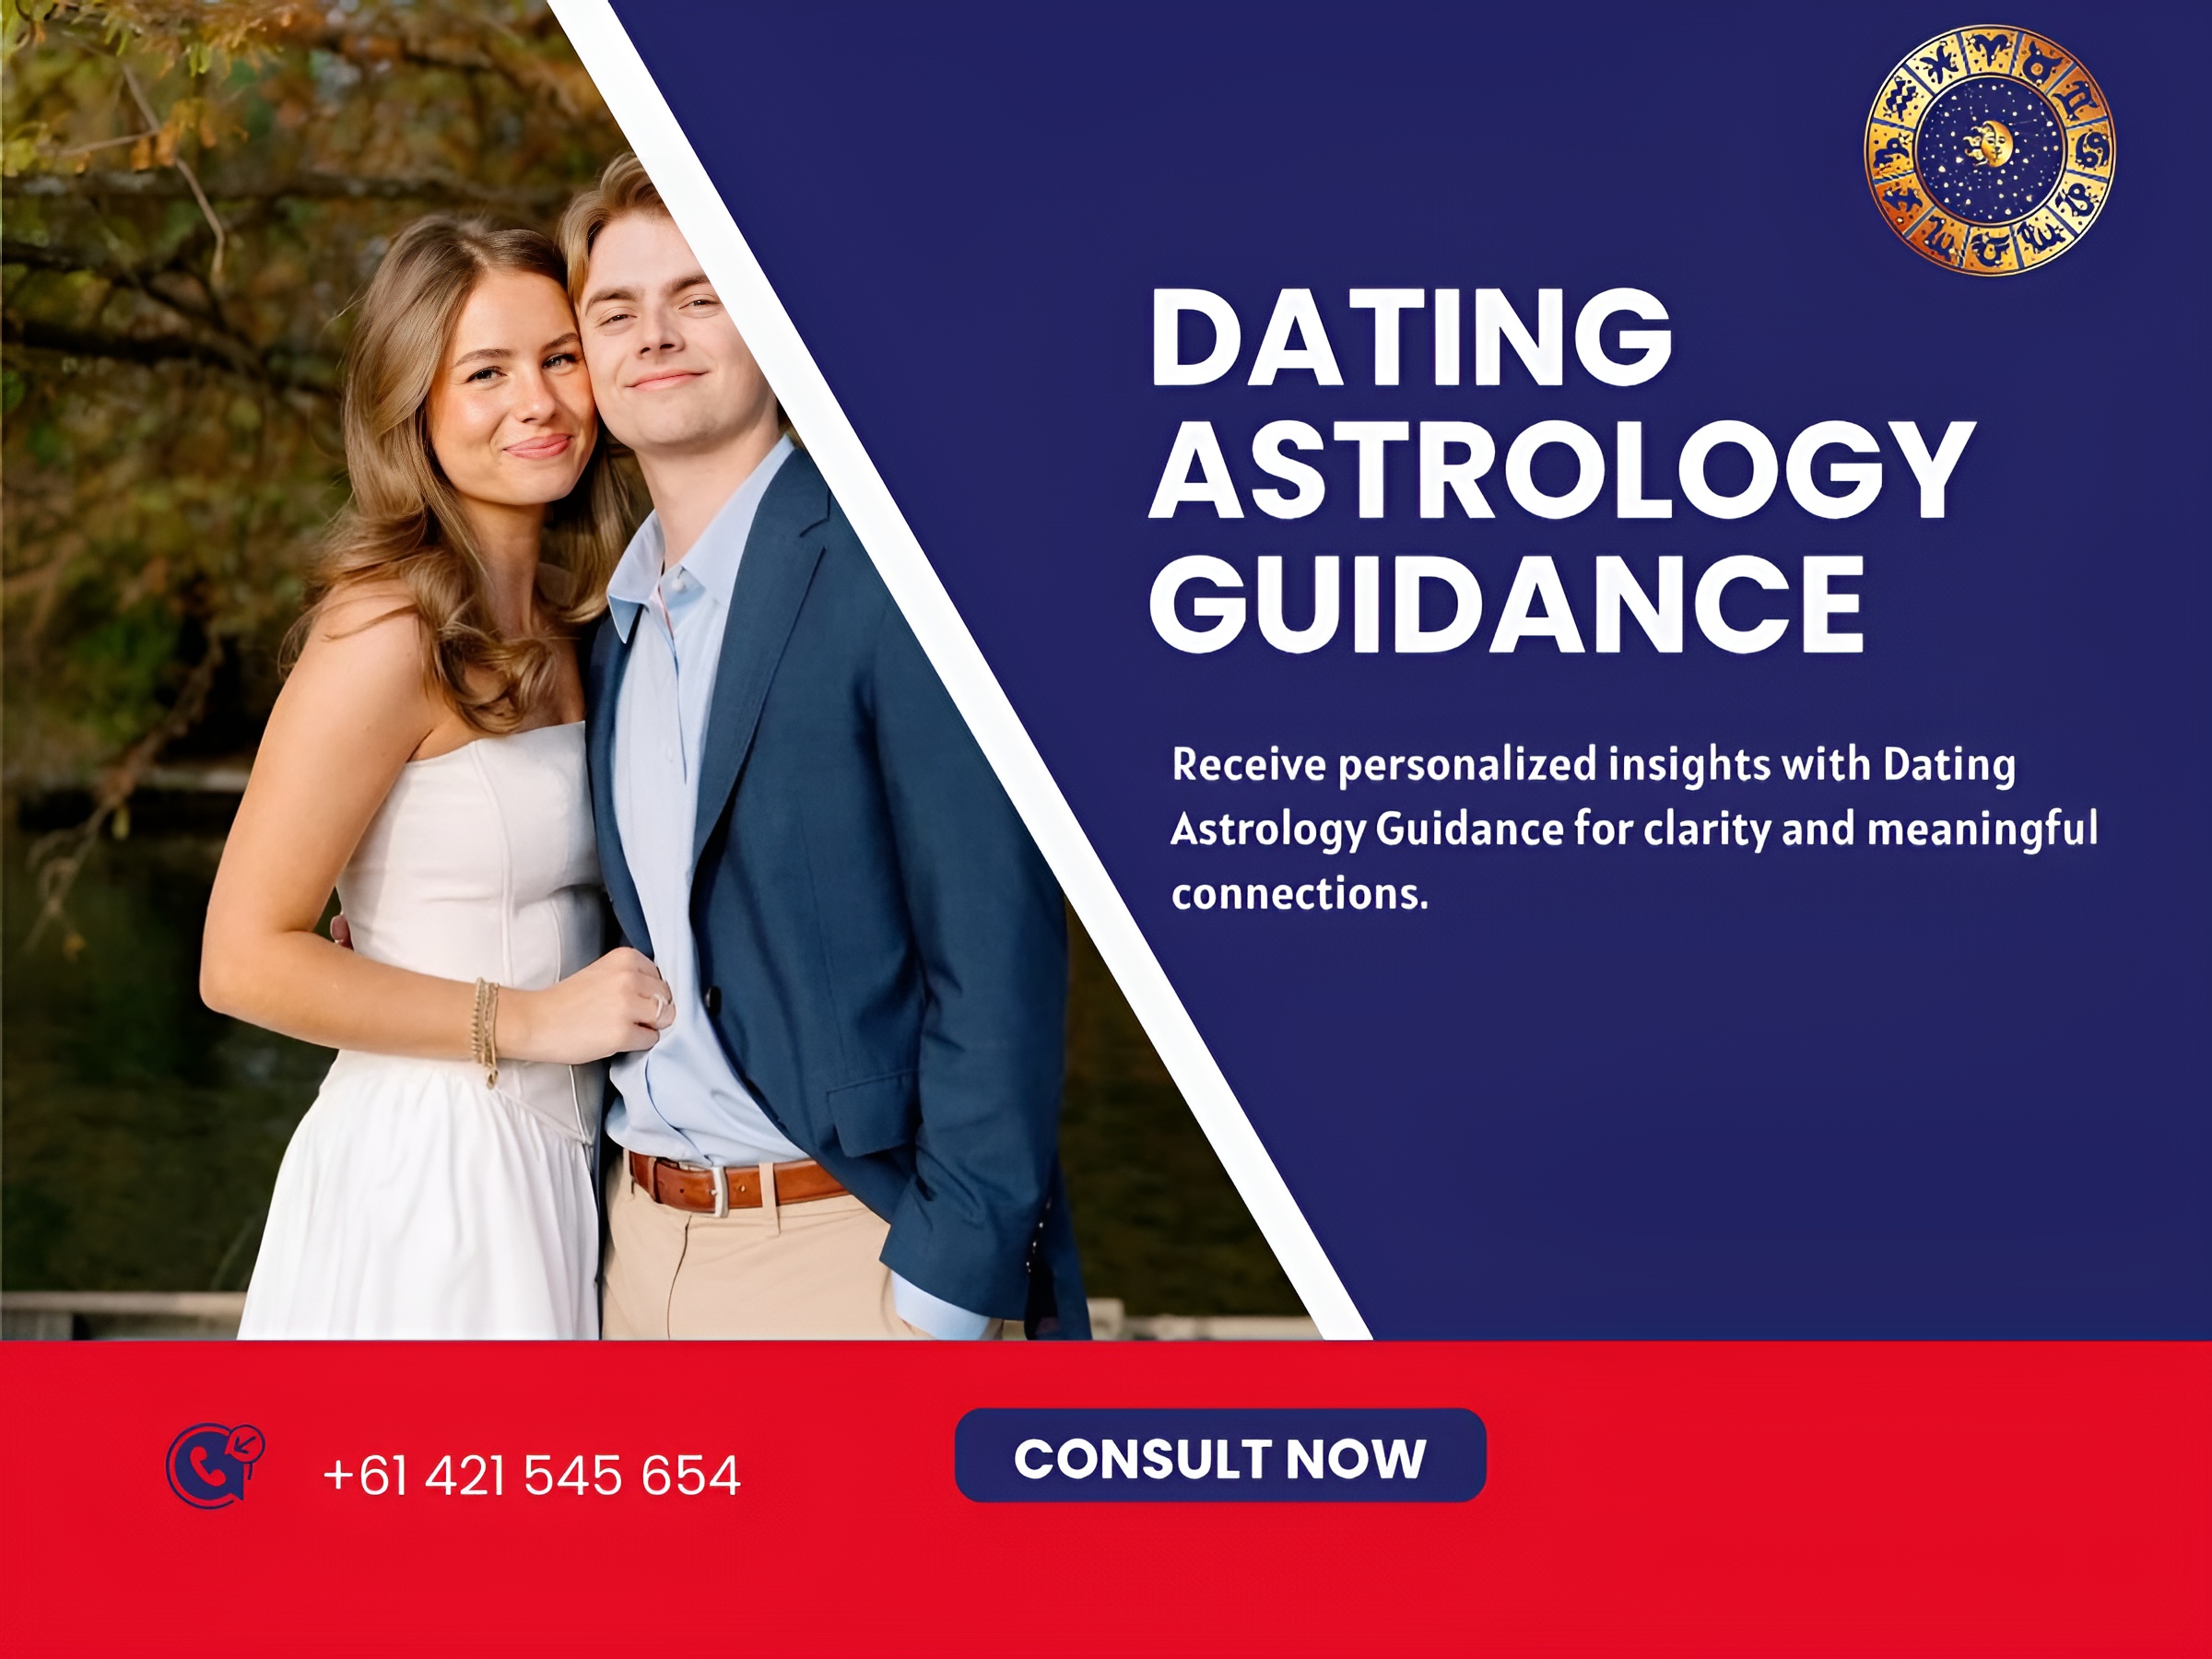 DATING
ASTROLOGY
GUIDANCE
Receive personalized insights with Dating
Astrology Guidance for clarity and meaningful
connections.
+61 421 545 654
CONSULT NOW